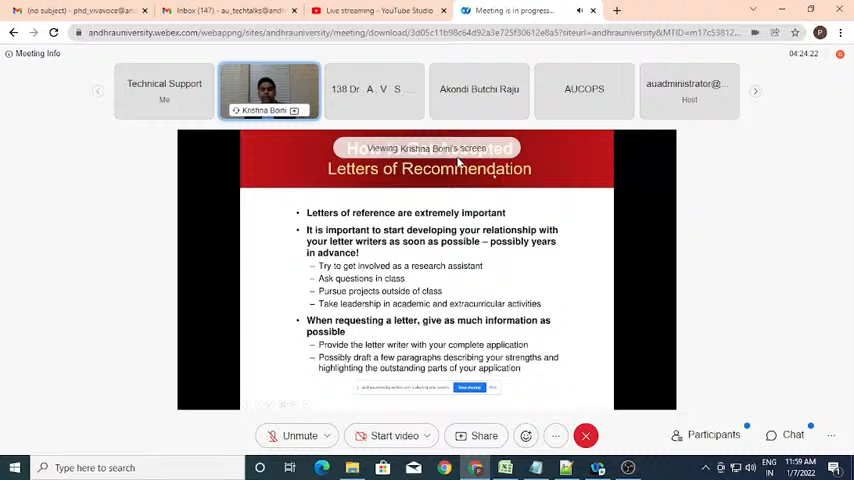 (no subject) - phd_vivavoce@andh
Inbox (147) - au_techtalks@andhr
Live streaming - YouTube Studio
Meeting is in progress...
andhrauniversity.webex.com/webappng/sites/andhrauniversity/meeting/download/
Meeting Info
04:24:22
Technical Support
Me
Krishna Boini
138 Dr . A . V S ...
Akondi Butchi Raju
AUCOPS
auadministrator@...
Host
Viewing Krishna Boini's screen
Letters of Recommendation
• Letters of reference are extremely important
• It is important to start developing your relationship with
your letter writers as soon as possible – possibly years
in advance!
– Try to get involved as a research assistant
– Ask questions in class
– Pursue projects outside of class
– Take leadership in academic and extracurricular activities
• When requesting a letter, give as much information as
possible
– Provide the letter writer with your complete application
– Possibly draft a few paragraphs describing your strengths and
highlighting the outstanding parts of your application
Stop sharing
Unmute
Start video
Share
Participants
Chat
Type here to search
ENG
IN
11:59 AM
1/7/2022